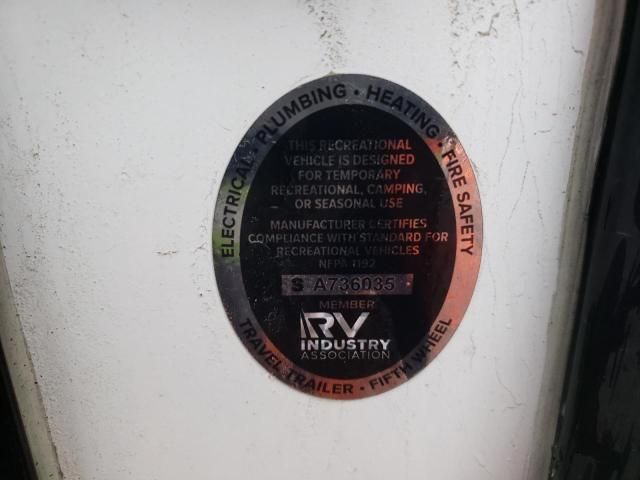 ELECTRICAL • PLUMBING • HEATING • FIRE SAFETY
THIS RECREATIONAL
VEHICLE IS DESIGNED
FOR TEMPORARY
RECREATIONAL, CAMPING,
OR SEASONAL USE
MANUFACTURER CERTIFIES
COMPLIANCE WITH STANDARD FOR
RECREATIONAL VEHICLES
NFPA 1192
S A736035
MEMBER
RV
INDUSTRY
ASSOCIATION
TRAVEL TRAILER • FIFTH WHEEL